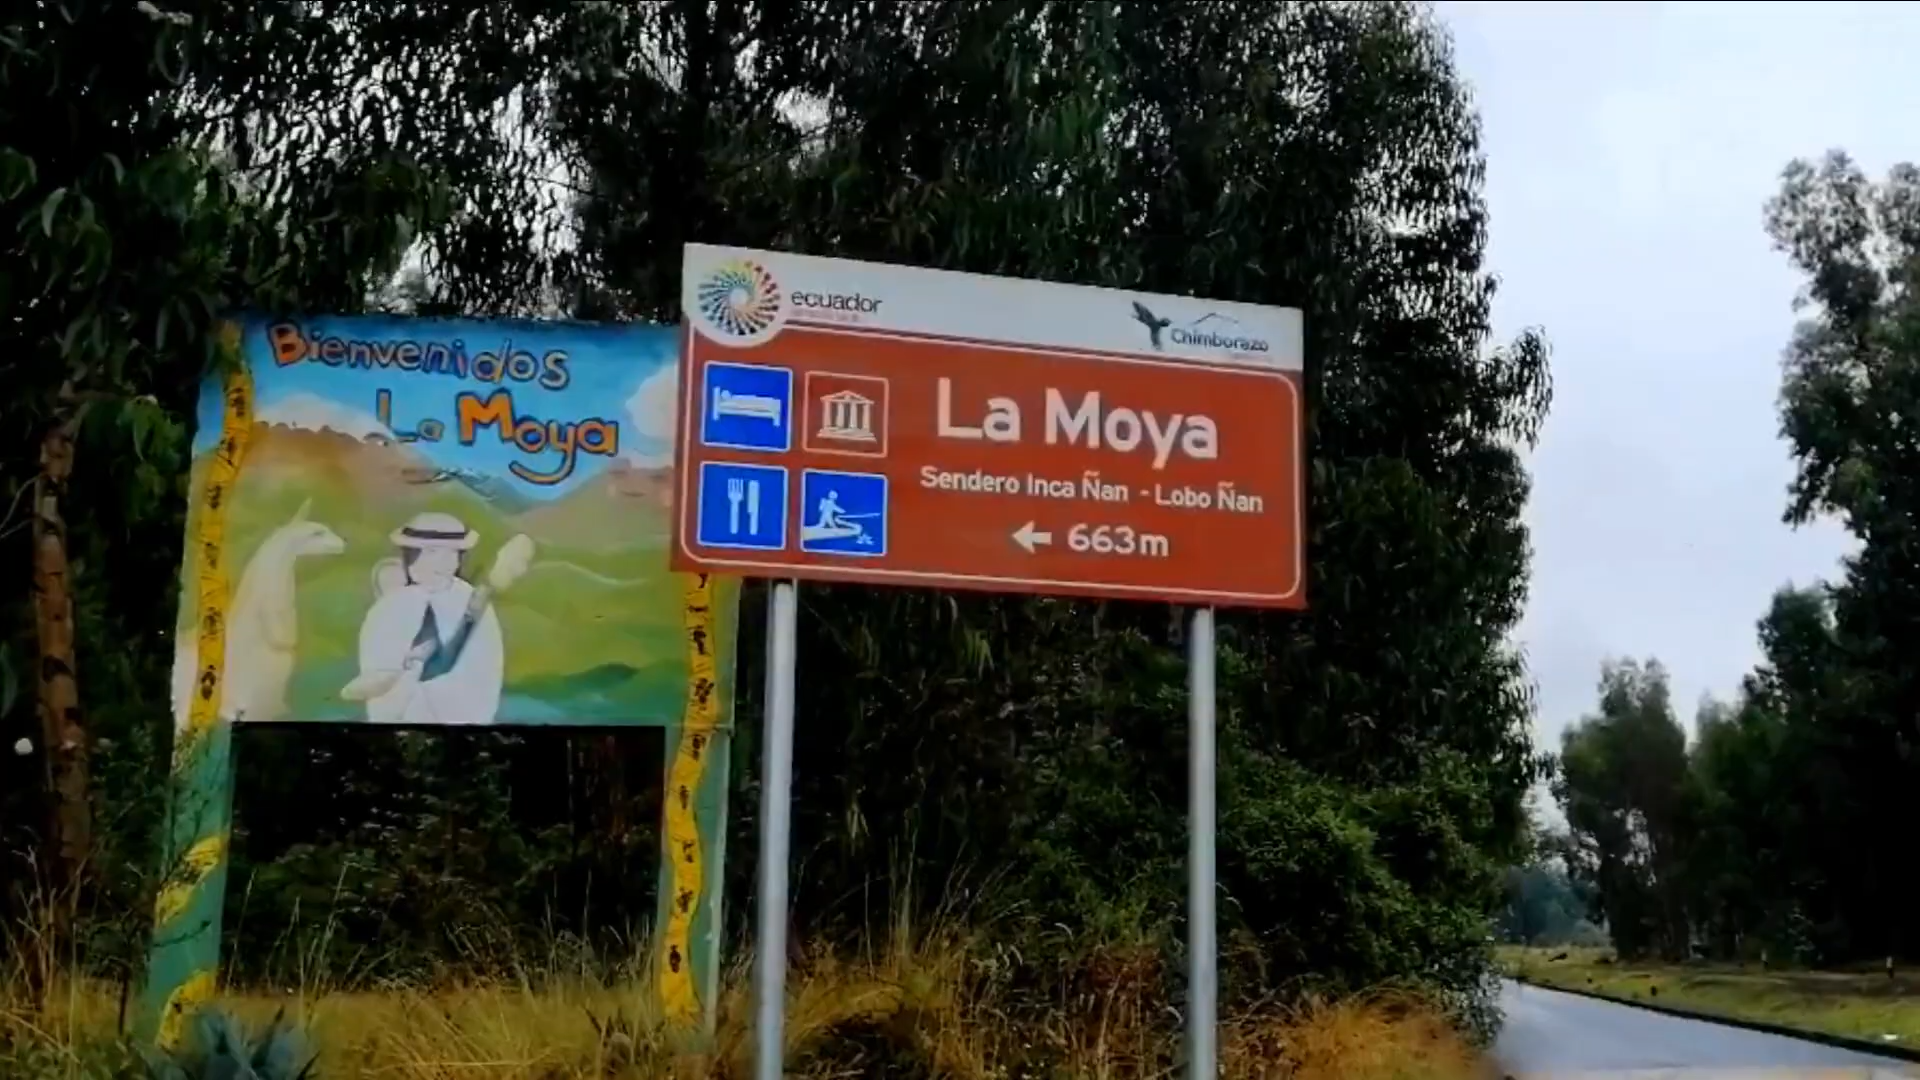 Bienvenidos
La Moya
ecuador
Chimborazo
La Moya
Sendero Inca Ñan - Lobo Ñan
663m